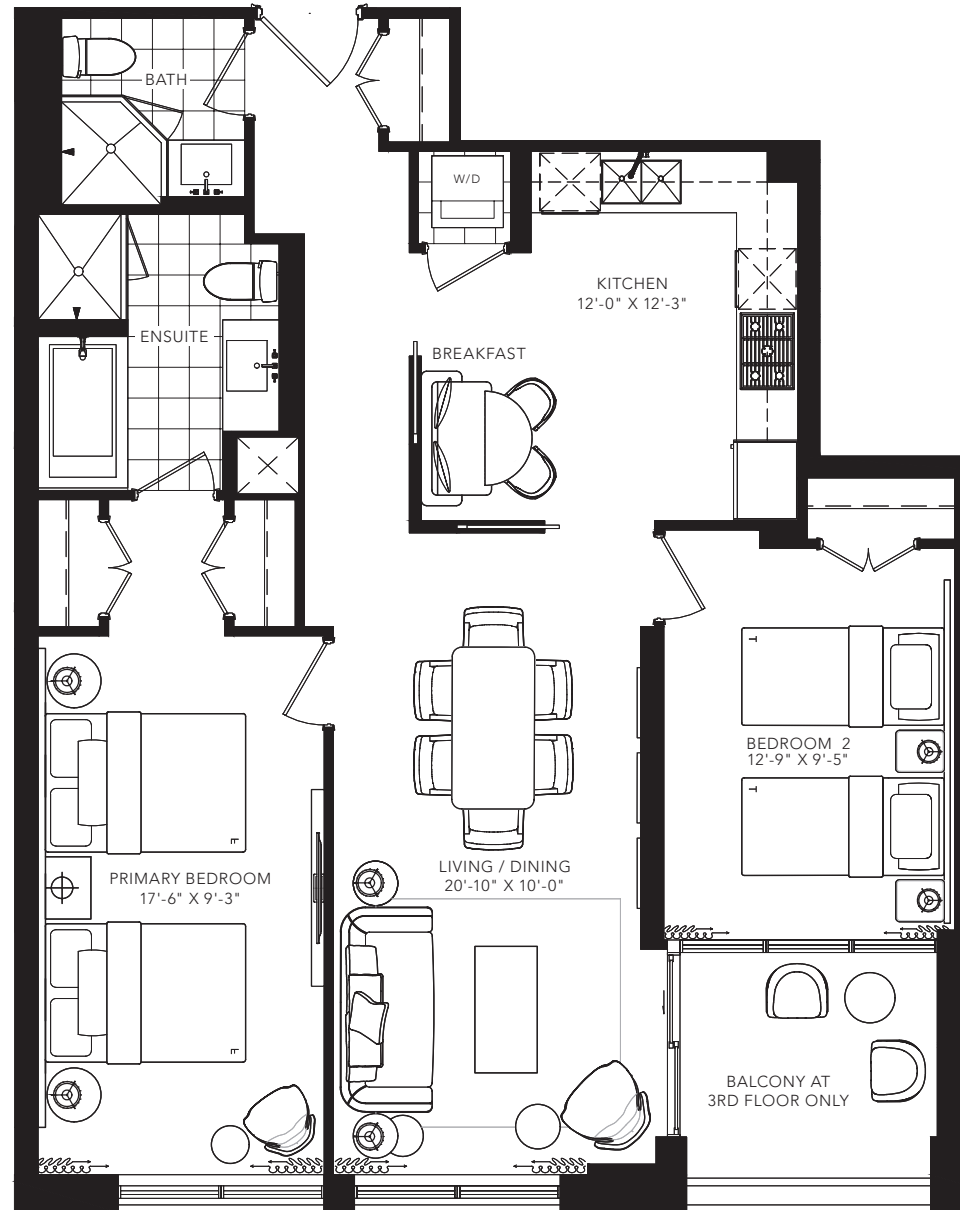 BATH
W/D
KITCHEN
12'-0" X 12'-3"
ENSUITE
BREAKFAST
BEDROOM 2
12'-9" X 9'-5"
LIVING / DINING
20'-10" X 10'-0"
PRIMARY BEDROOM
17'-6" X 9'-3"
BALCONY AT
3RD FLOOR ONLY
T
T
F
F